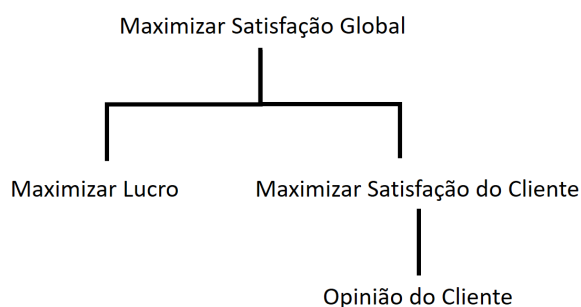 Maximizar Satisfação Global
Maximizar Lucro
Maximizar Satisfação do Cliente
Opinião do Cliente